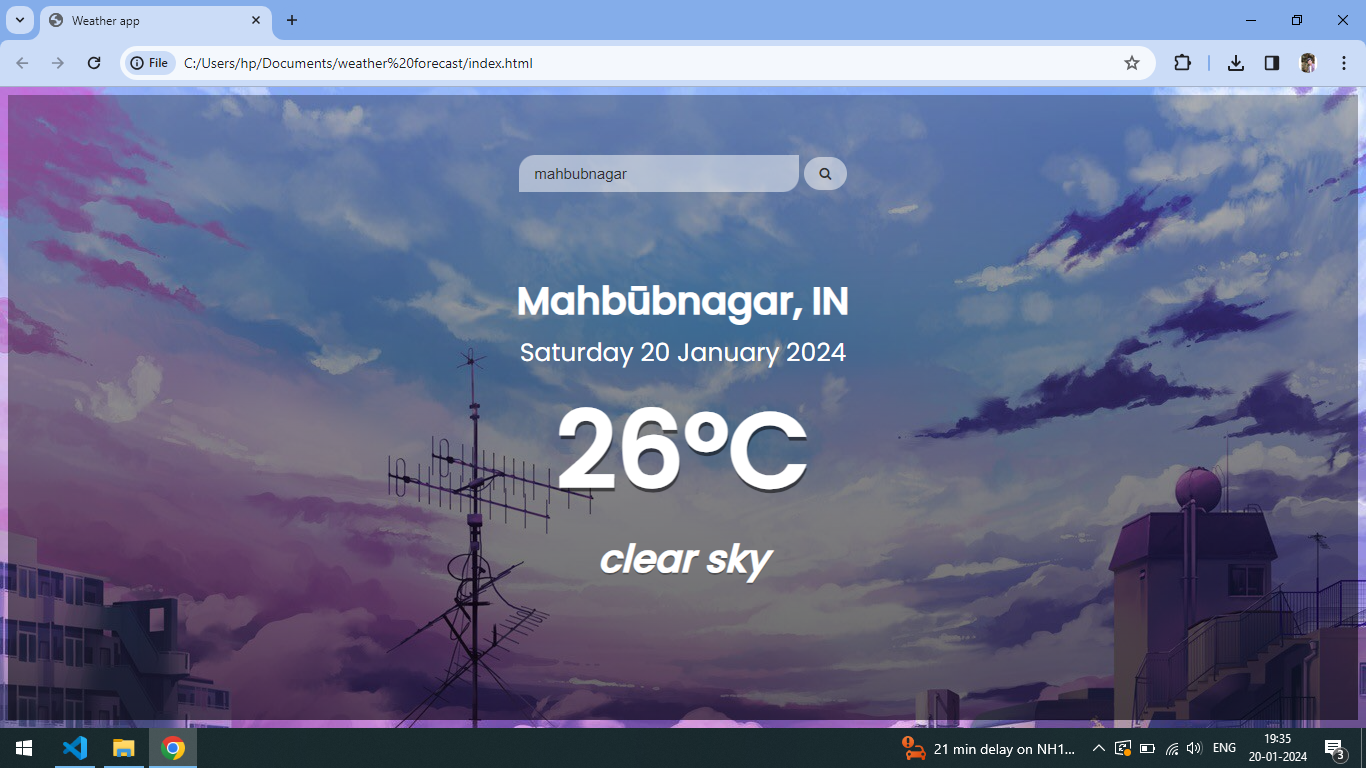 Weather app
File C:/Users/hp/Documents/weather%20forecast/index.html
mahbubnagar
Mahbūbnagar, IN
Saturday 20 January 2024
26°C
clear sky
21 min delay on NH1...
ENG
19:35
20-01-2024
3